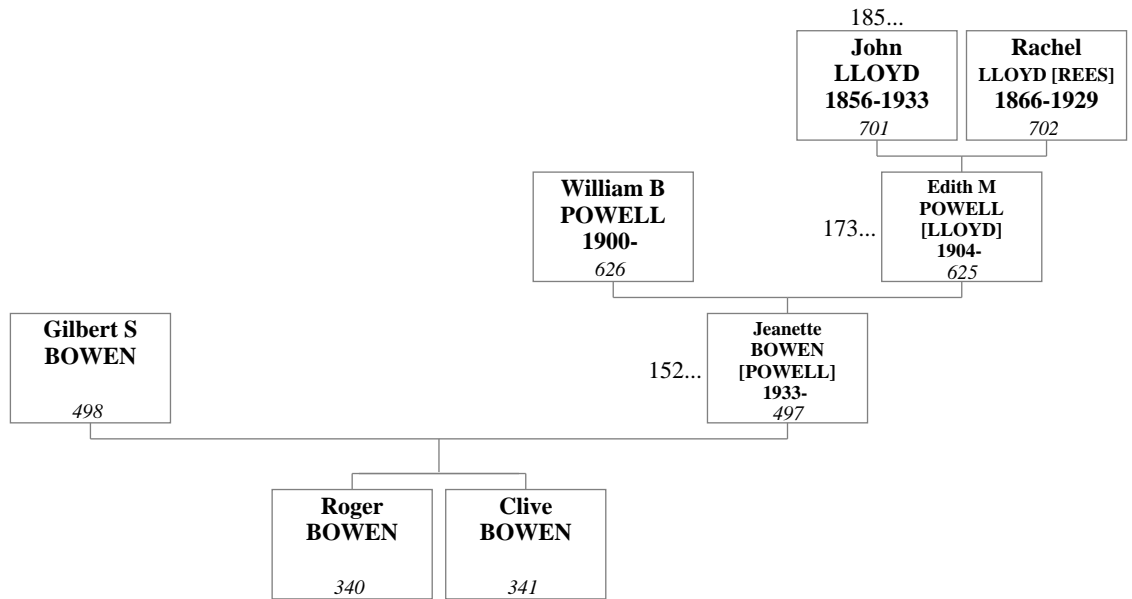 185...
John
LLOYD
1856-1933
701
Rachel
LLOYD [REES]
1866-1929
702
William B
POWELL
1900-
626
173...
Edith M
POWELL
[LLOYD]
1904-
625
Gilbert S
BOWEN
498
152...
Jeanette
BOWEN
[POWELL]
1933-
497
Roger
BOWEN
340
Clive
BOWEN
341